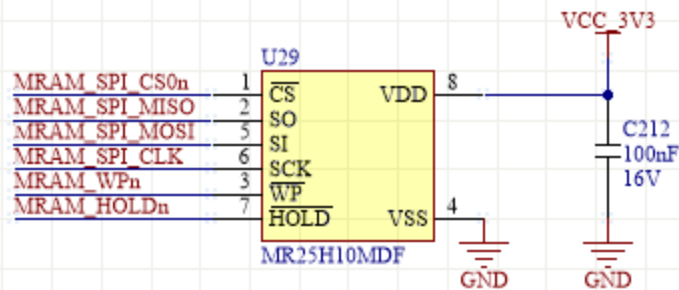 VCC_3V3
U29
MRAM_SPI_CS0n 1 CS VDD 8
MRAM_SPI_MISO 2 SO
MRAM_SPI_MOSI 5 SI
MRAM_SPI_CLK 6 SCK
MRAM_WPn 3 WP
MRAM_HOLDn 7 HOLD VSS 4
C212
100nF
16V
MR25H10MDF
GND GND